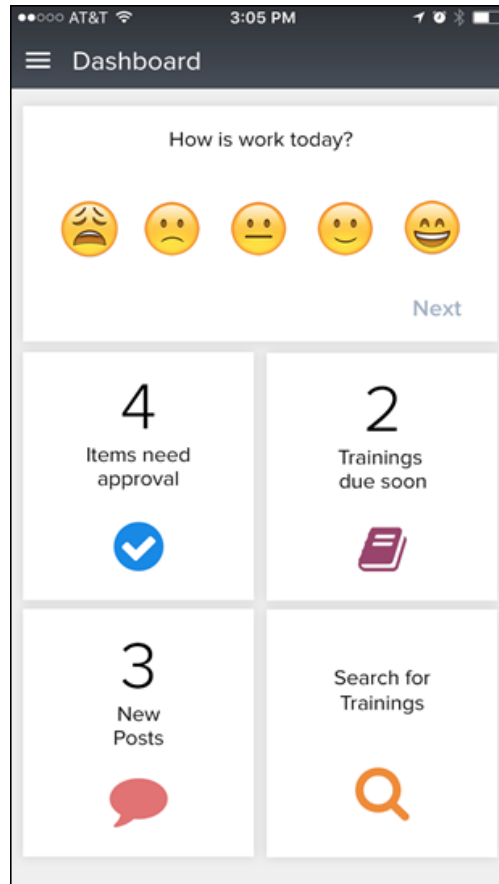 AT&T 3:05 PM
Dashboard
How is work today?
Next
4
Items need
approval
2
Trainings
due soon
3
New
Posts
Search for
Trainings